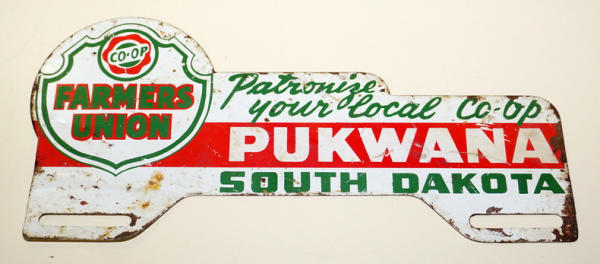 CO-OP
FARMERS
UNION
Patronize
your local Co-op
PUKWANA
SOUTH DAKOTA